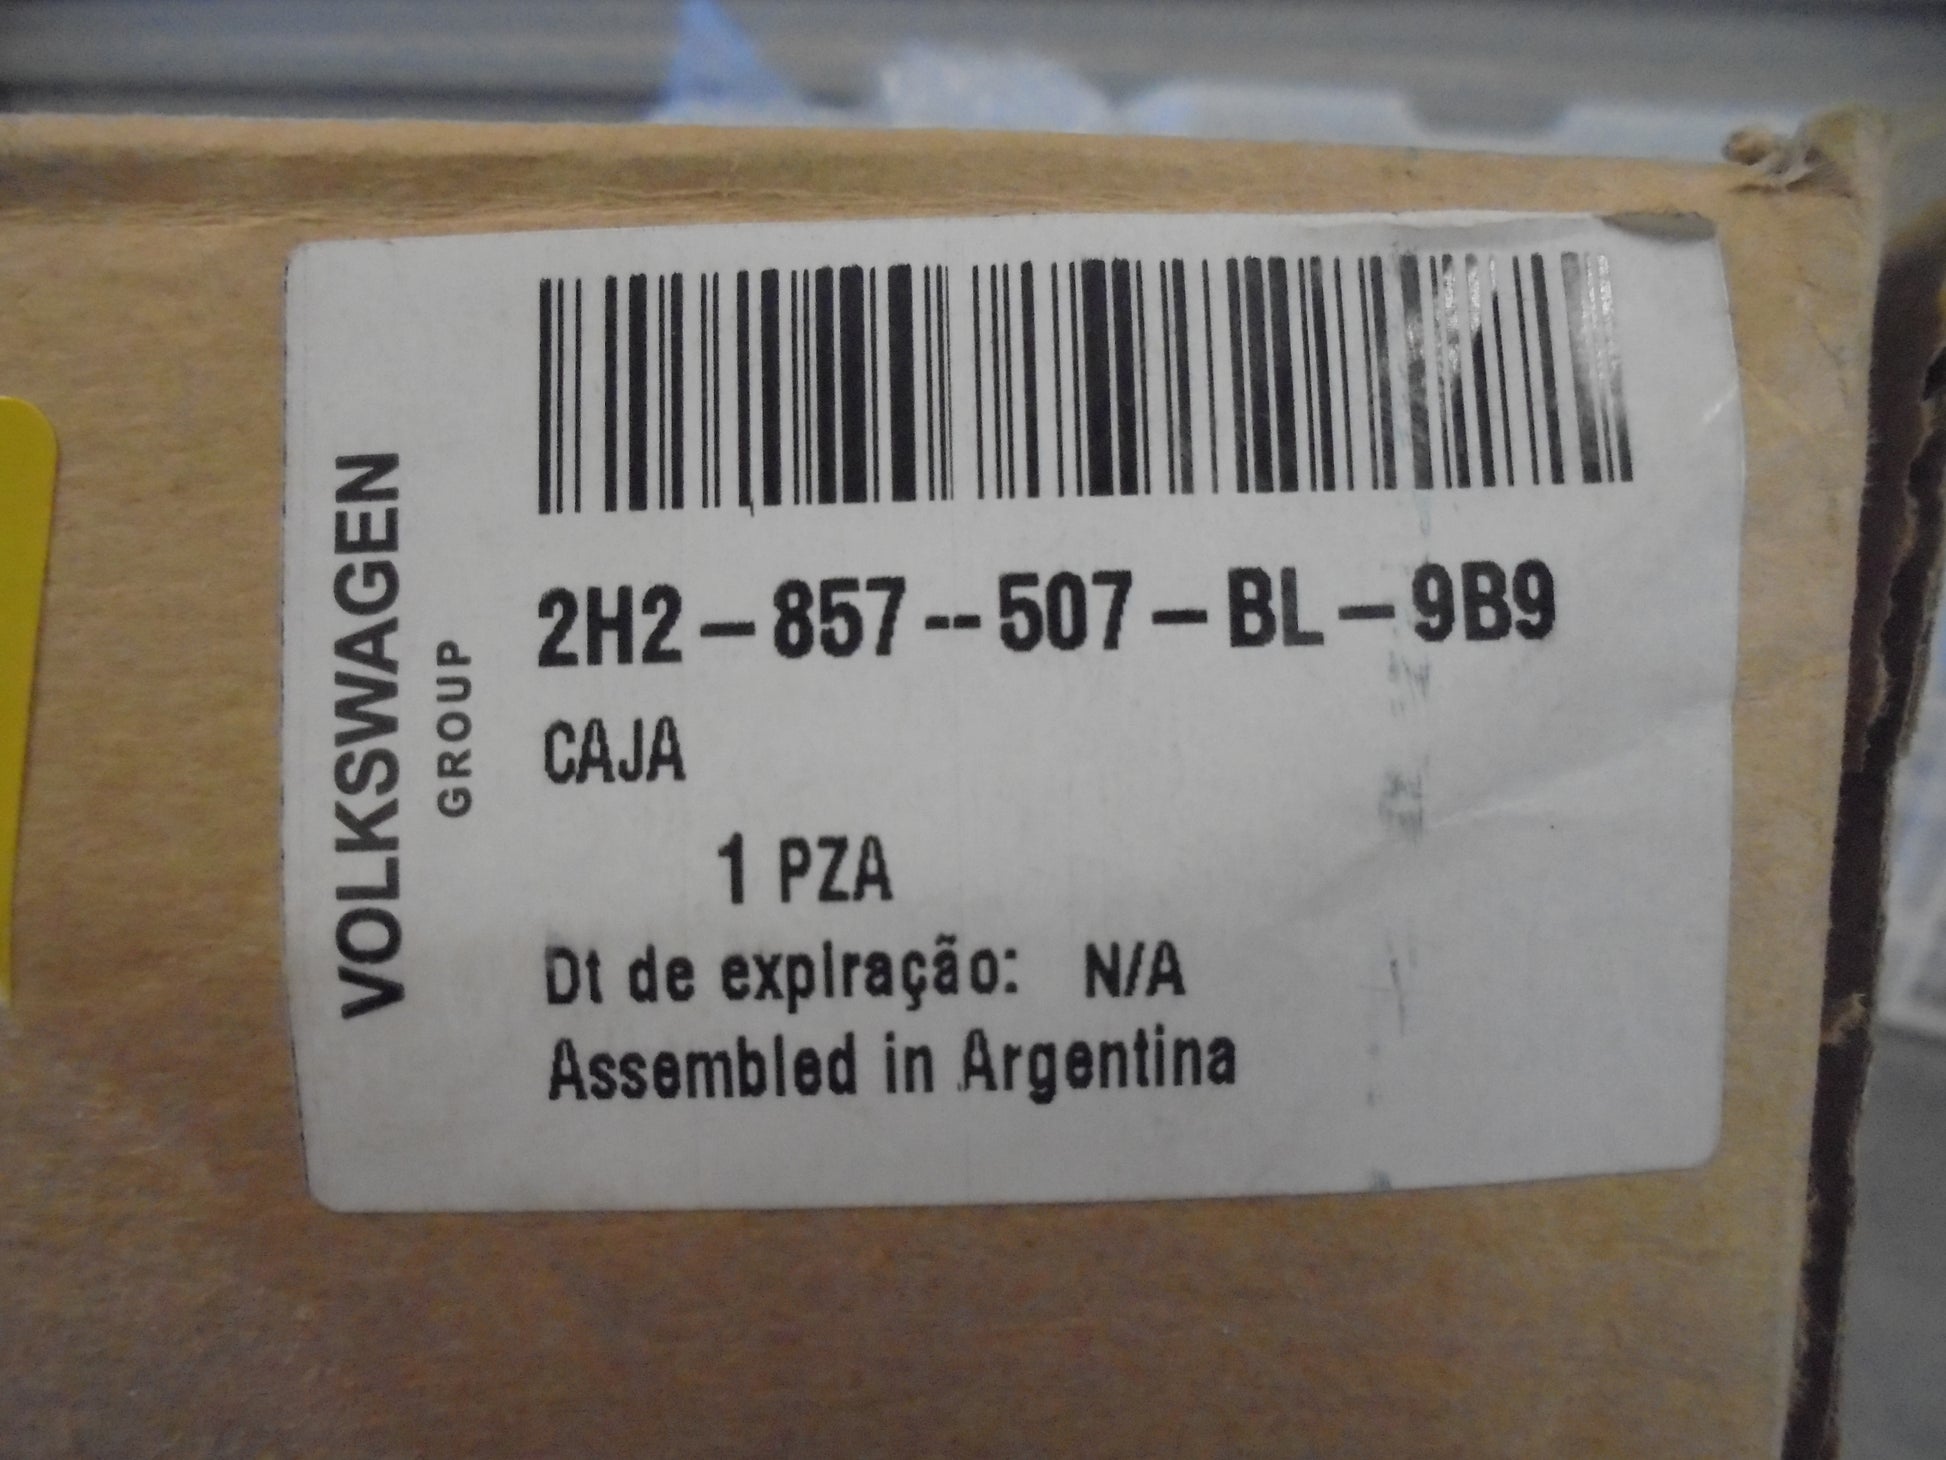 VOLKSWAGEN
GROUP
2H2-857--507-BL-9B9
CAJA
1 PZA
Dt de expiração: N/A
Assembled in Argentina